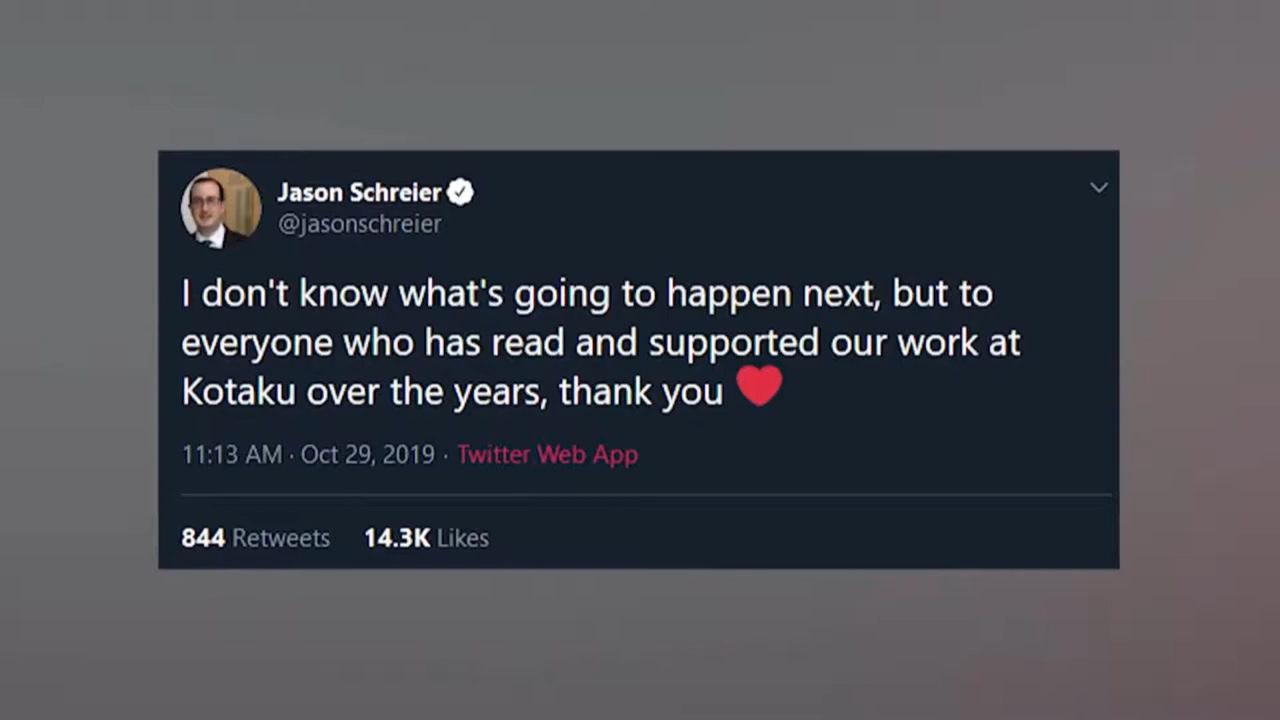 Jason Schreier
@jasonschreier
I don't know what's going to happen next, but to
everyone who has read and supported our work at
Kotaku over the years, thank you ❤️
11:13 AM · Oct 29, 2019 · Twitter Web App
844 Retweets 14.3K Likes